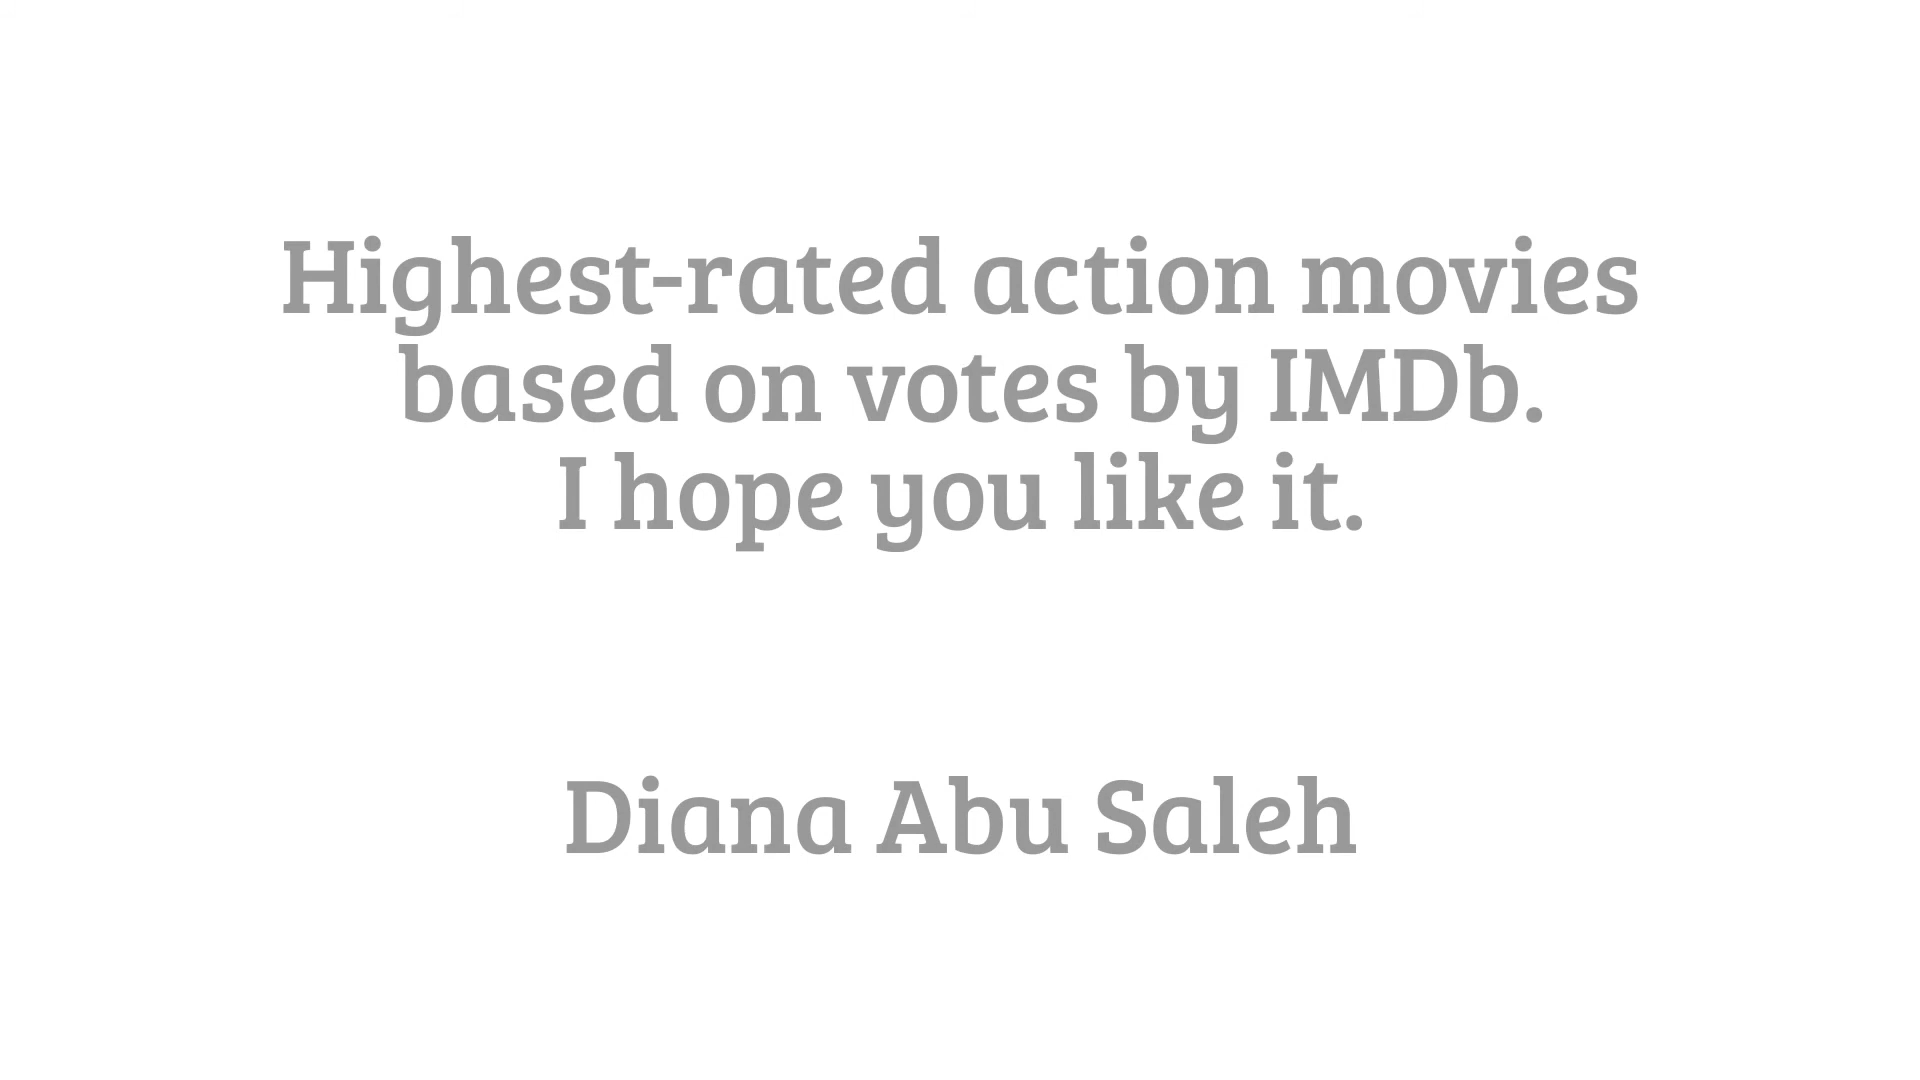 Highest-rated action movies
based on votes by IMDb.
I hope you like it.
Diana Abu Saleh